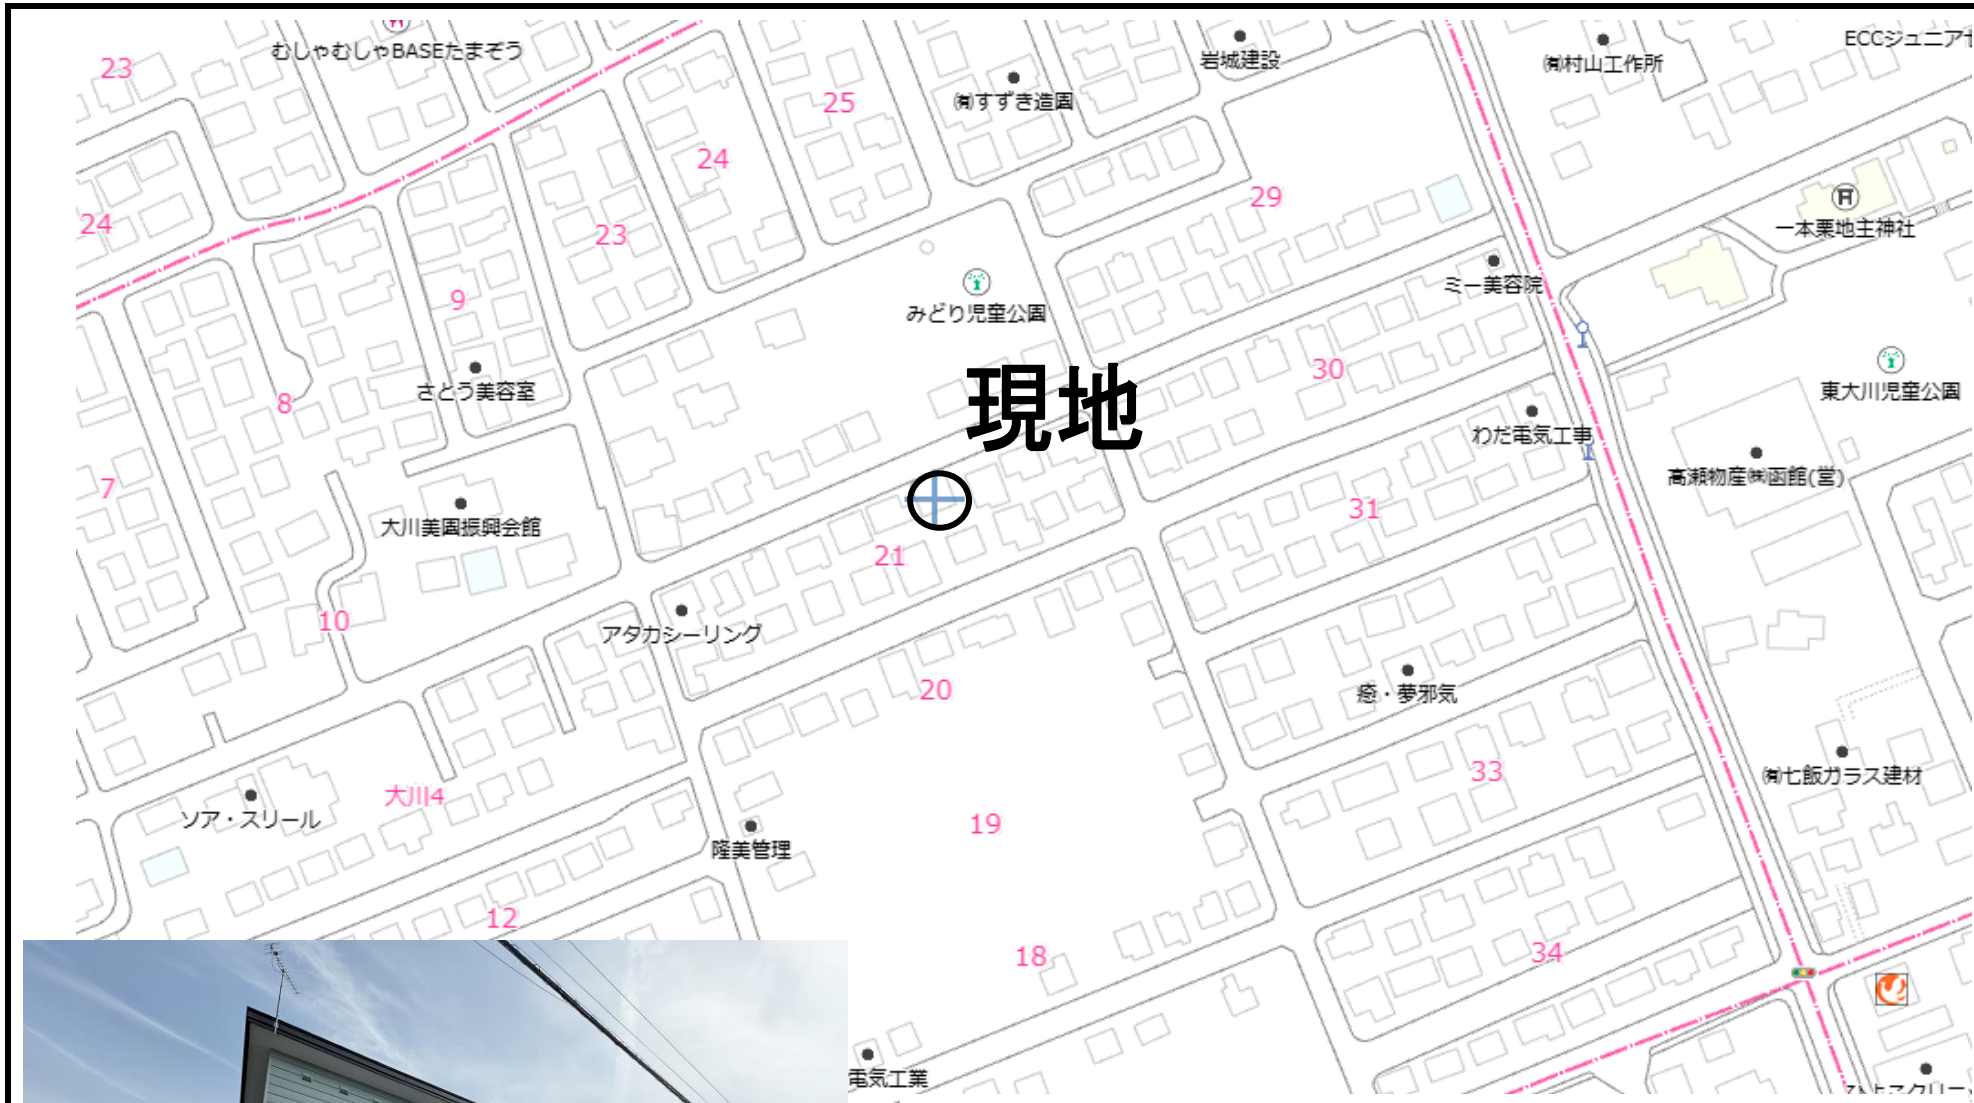 むしゃむしゃBASEたまぞう
岩城建設
㈲村山工作所
ECCジュニア
23
㈲すずき造園
25
24
29
24
23
一本栗地主神社
9
みどり児童公園
ミー美容院
8
さとう美容室
現地
30
東大川児童公園
わだ電気工事
7
高瀬物産㈱函館(営)
大川美園振興会館
31
21
10
アタカシーリング
20
癒・夢邪気
33
㈲七飯ガラス建材
大川4
ソア・スリール
19
隆美管理
12
18
34
電気工業